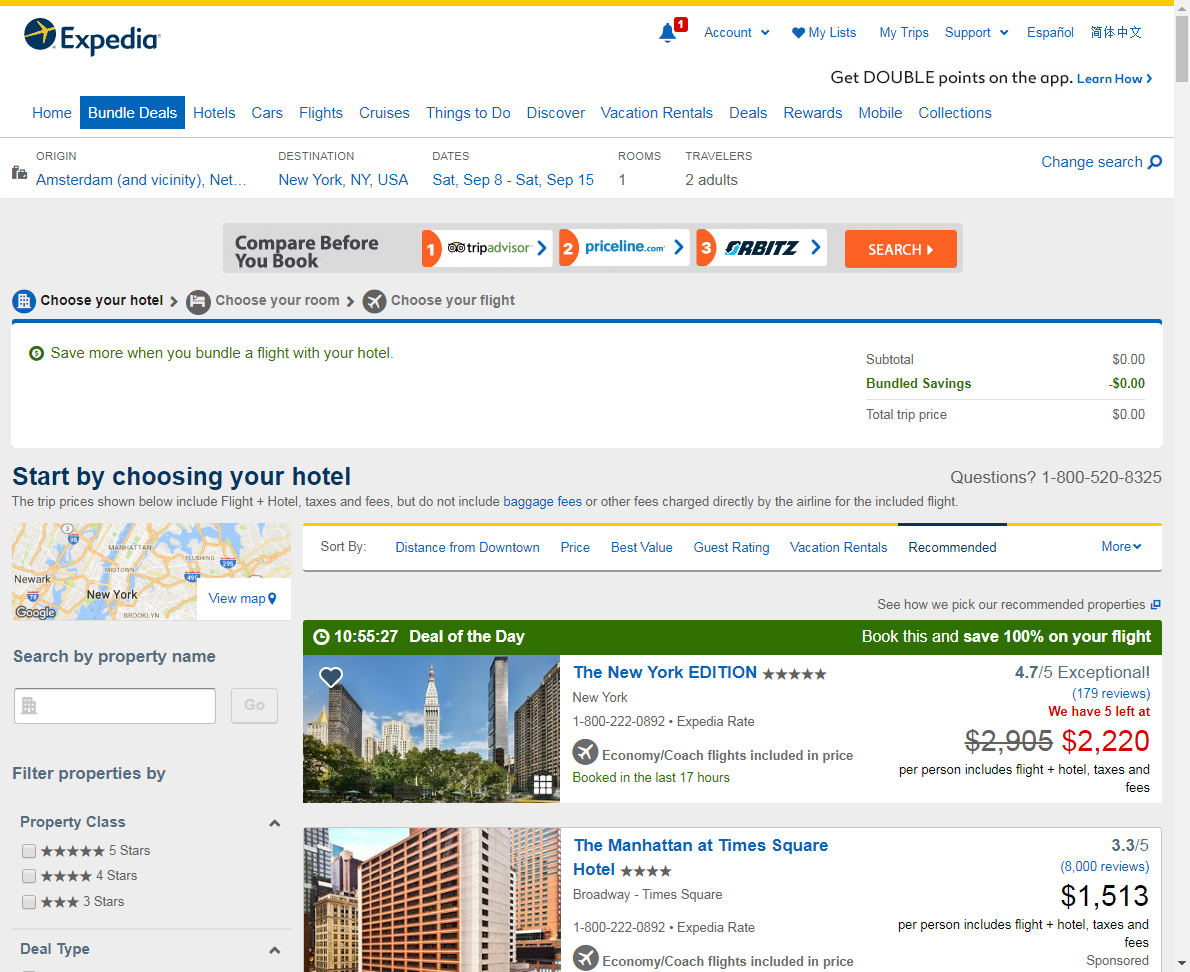 Expedia
1
Account
My Lists
My Trips
Support
Español
简体中文
Get DOUBLE points on the app. Learn How
Home
Bundle Deals
Hotels
Cars
Flights
Cruises
Things to Do
Discover
Vacation Rentals
Deals
Rewards
Mobile
Collections
ORIGIN
Amsterdam (and vicinity), Net...
DESTINATION
New York, NY, USA
DATES
Sat, Sep 8 - Sat, Sep 15
ROOMS
1
TRAVELERS
2 adults
Change search
Compare Before
You Book
1 tripadvisor
2 priceline.com
3 ORBITZ
SEARCH
Choose your hotel
Choose your room
Choose your flight
Save more when you bundle a flight with your hotel.
Subtotal $0.00
Bundled Savings -$0.00
Total trip price $0.00
Start by choosing your hotel
Questions? 1-800-520-8325
The trip prices shown below include Flight + Hotel, taxes and fees, but do not include baggage fees or other fees charged directly by the airline for the included flight.
3
95
MANHATTAN
FLUSHING
MIDTOWN
295
495
Newark
78
New York
BROOKLYN
Google
View map
Sort By:
Distance from Downtown
Price
Best Value
Guest Rating
Vacation Rentals
Recommended
More
See how we pick our recommended properties
10:55:27 Deal of the Day
Book this and save 100% on your flight
Search by property name
Go
Filter properties by
Property Class
5 Stars
4 Stars
3 Stars
Deal Type
The New York EDITION
New York
1-800-222-0892 • Expedia Rate
Economy/Coach flights included in price
Booked in the last 17 hours
4.7/5 Exceptional!
(179 reviews)
We have 5 left at
$2,905 $2,220
per person includes flight + hotel, taxes and
fees
The Manhattan at Times Square
Hotel
Broadway - Times Square
1-800-222-0892 • Expedia Rate
Economy/Coach flights included in price
3.3/5
(8,000 reviews)
$1,513
per person includes flight + hotel, taxes and
fees
Sponsored